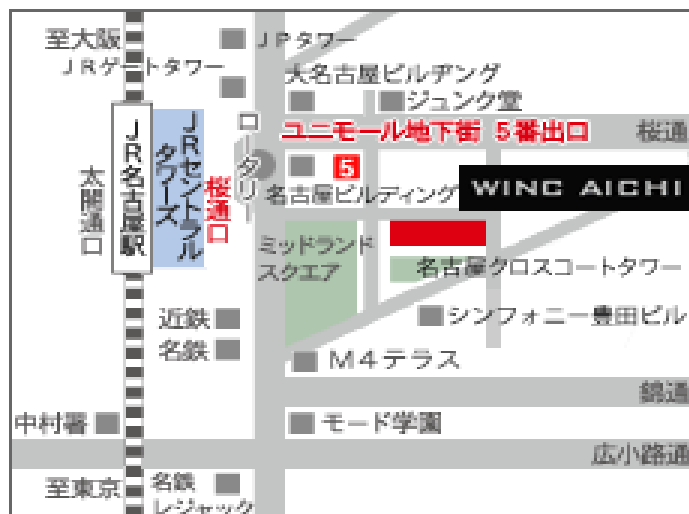 至大阪
JPタワー
JRゲートタワー
大名古屋ビルヂング
ジュンク堂
ユニモール地下街 5番出口
桜通
ロータリー
JR名古屋駅
JRセントラル
タワーズ
桜通口
太閤通口
5
名古屋ビルディング
WINC AICHI
ミッドランド
スクエア
名古屋クロスコートタワー
近鉄
シンフォニー豊田ビル
名鉄
M4テラス
錦通
中村署
モード学園
広小路通
至東京
名鉄
レジャック